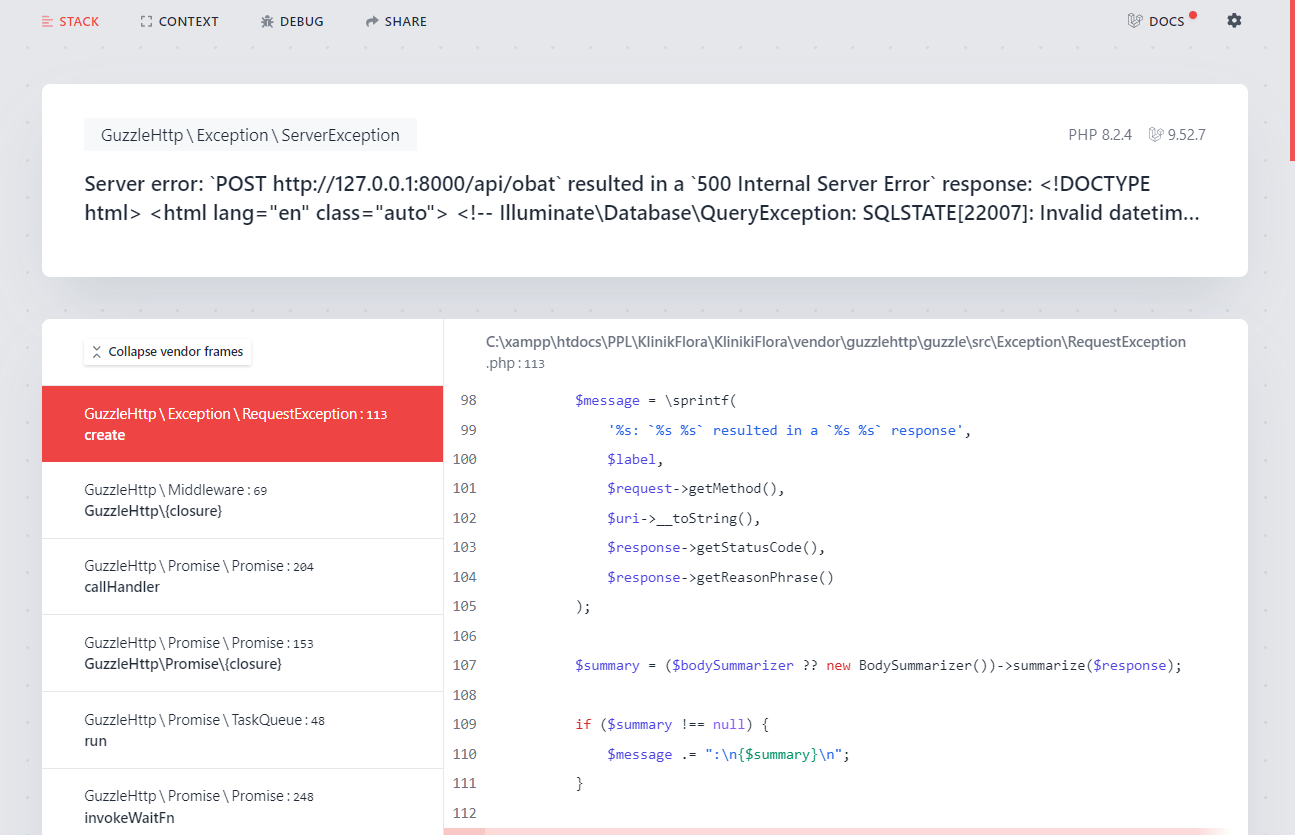 STACK CONTEXT DEBUG SHARE DOCS
GuzzleHttp \ Exception \ ServerException PHP 8.2.4 9.52.7
Server error: `POST http://127.0.0.1:8000/api/obat` resulted in a `500 Internal Server Error` response: <!DOCTYPE
html> <html lang="en" class="auto"> <!-- Illuminate\Database\QueryException: SQLSTATE[22007]: Invalid datetim...
Collapse vendor frames
GuzzleHttp \ Exception \ RequestException : 113
create
GuzzleHttp \ Middleware : 69
GuzzleHttp\{closure}
GuzzleHttp \ Promise \ Promise : 204
callHandler
GuzzleHttp \ Promise \ Promise : 153
GuzzleHttp\Promise\{closure}
GuzzleHttp \ Promise \ TaskQueue : 48
run
GuzzleHttp \ Promise \ Promise : 248
invokeWaitFn
C:\xampp\htdocs\PPL\KlinikFlora\KlinikiFlora\vendor\guzzlehttp\guzzle\src\Exception\RequestException
.php : 113
98 $message = \sprintf(
99 '%s: `%s %s` resulted in a `%s %s` response',
100 $label,
101 $request->getMethod(),
102 $uri->__toString(),
103 $response->getStatusCode(),
104 $response->getReasonPhrase()
105 );
106
107 $summary = ($bodySummarizer ?? new BodySummarizer())->summarize($response);
108
109 if ($summary !== null) {
110 $message .= ":\n{$summary}\n";
111 }
112